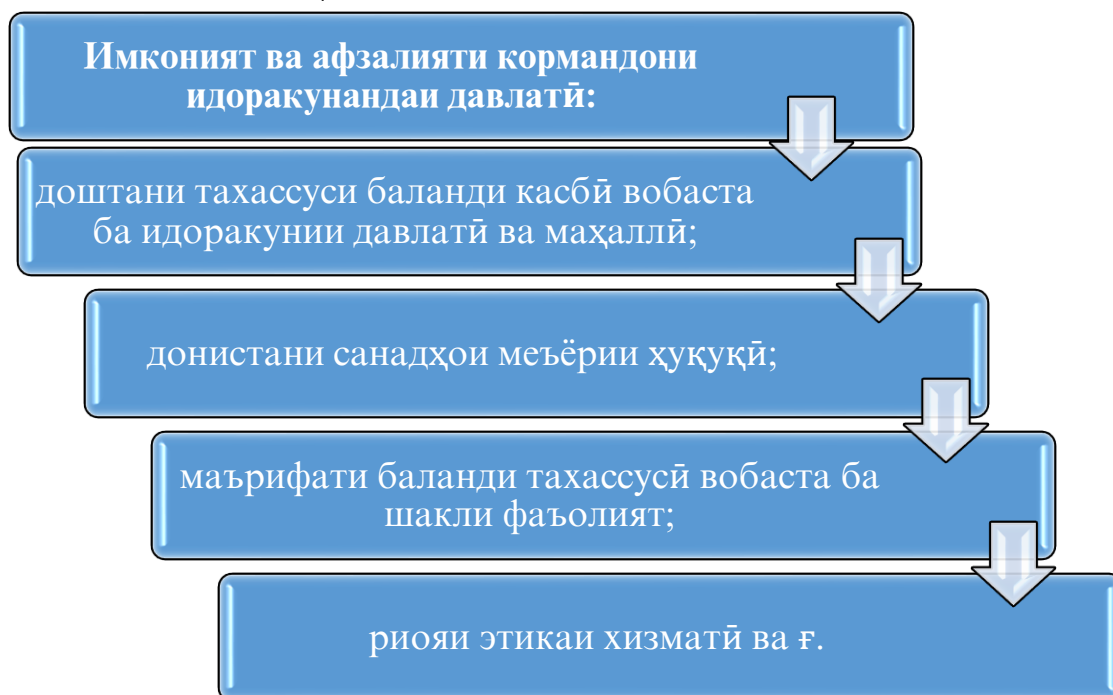 Имконият ва афзалияти кормандони
идоракунандаи давлатӣ:
доштани тахассуси баланди касбӣ вобаста
ба идоракунии давлатӣ ва маҳаллӣ;
донистани санадҳои меъёрии ҳуқуқӣ;
маърифати баланди тахассусӣ вобаста ба
шакли фаъолият;
риояи этикаи хизматӣ ва ғ.